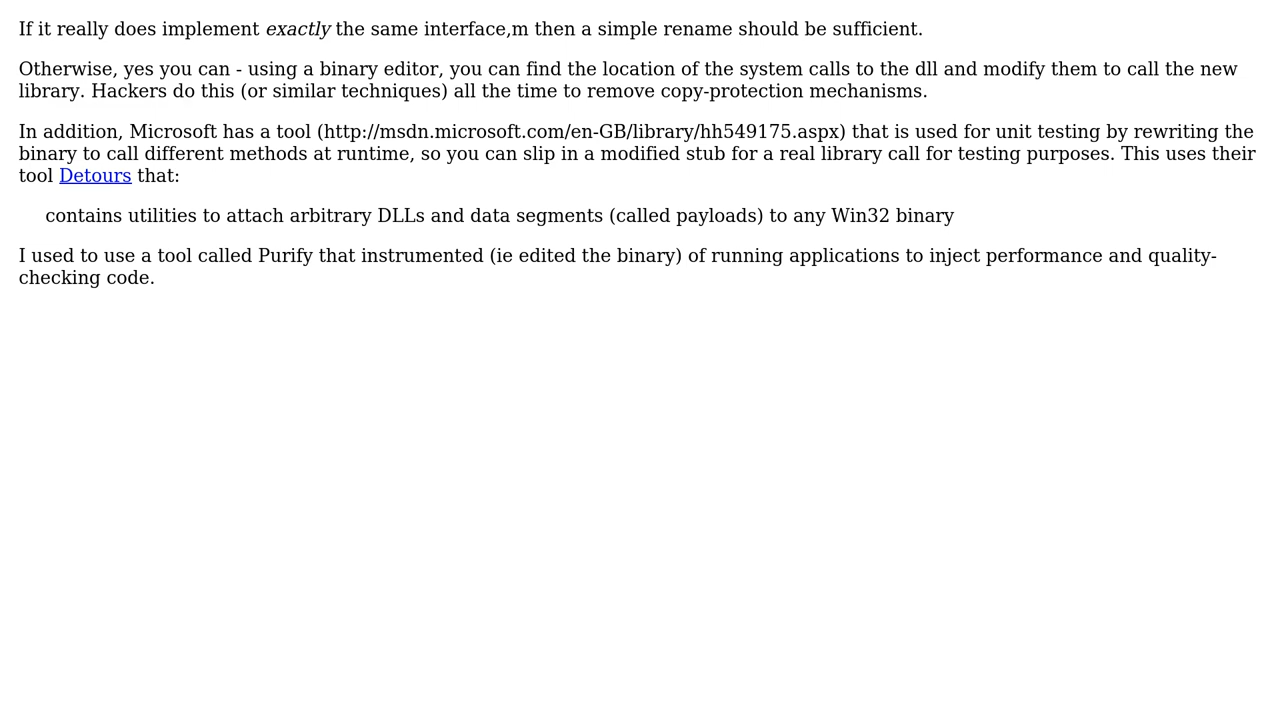 If it really does implement exactly the same interface,m then a simple rename should be sufficient.
Otherwise, yes you can - using a binary editor, you can find the location of the system calls to the dll and modify them to call the new
library. Hackers do this (or similar techniques) all the time to remove copy-protection mechanisms.
In addition, Microsoft has a tool (http://msdn.microsoft.com/en-GB/library/hh549175.aspx) that is used for unit testing by rewriting the
binary to call different methods at runtime, so you can slip in a modified stub for a real library call for testing purposes. This uses their
tool Detours that:
contains utilities to attach arbitrary DLLs and data segments (called payloads) to any Win32 binary
I used to use a tool called Purify that instrumented (ie edited the binary) of running applications to inject performance and quality-
checking code.